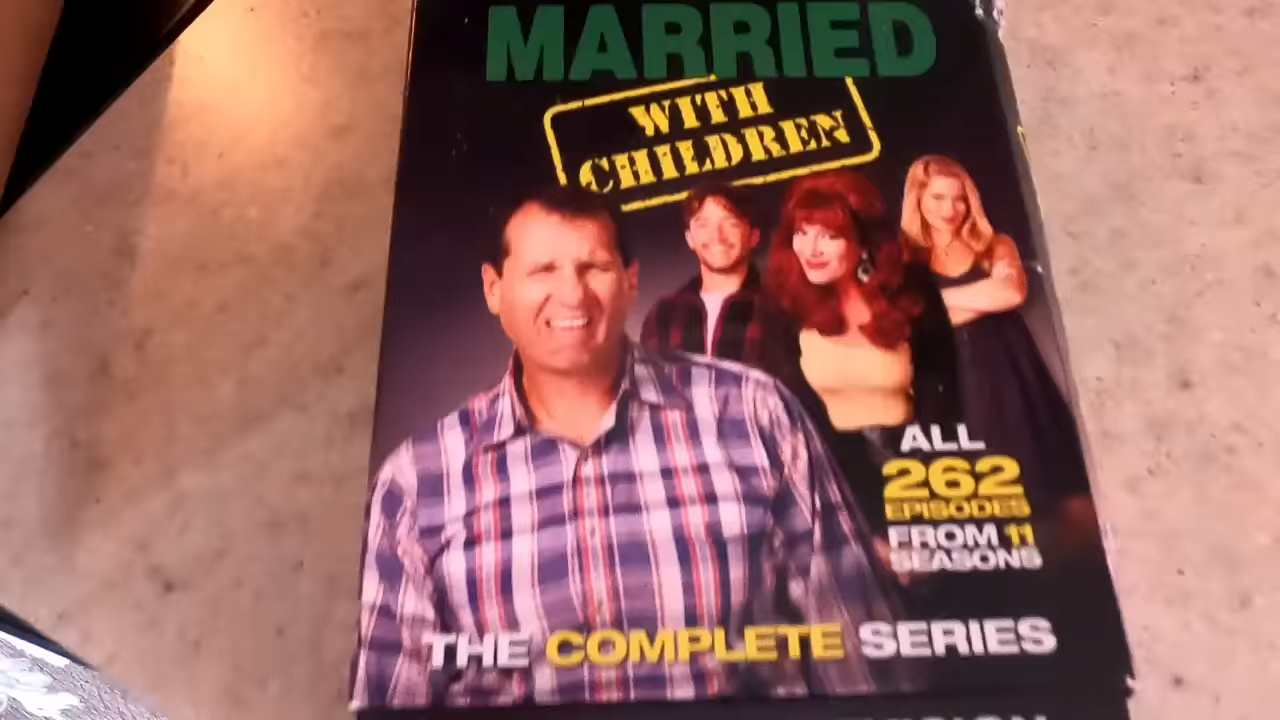 MARRIED
WITH
CHILDREN
ALL
262
EPISODES
FROM 11
SEASONS
THE COMPLETE SERIES